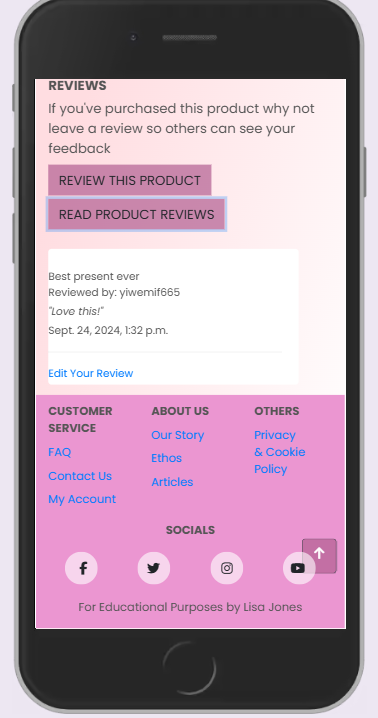 REVIEWS
If you've purchased this product why not
leave a review so others can see your
feedback
REVIEW THIS PRODUCT
READ PRODUCT REVIEWS
Best present ever
Reviewed by: yiwemif665
"Love this!"
Sept. 24, 2024, 1:32 p.m.
Edit Your Review
CUSTOMER
SERVICE
FAQ
Contact Us
My Account
ABOUT US
Our Story
Ethos
Articles
OTHERS
Privacy
& Cookie
Policy
SOCIALS
For Educational Purposes by Lisa Jones